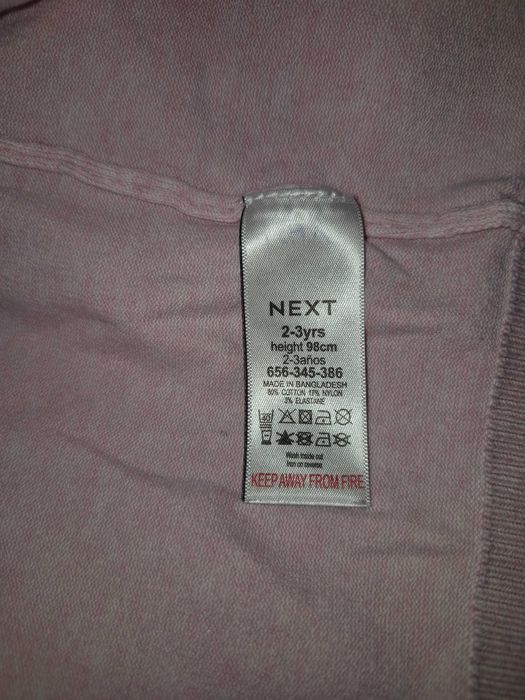 NEXT
2-3yrs
height 98cm
2-3años
656-345-386
MADE IN BANGLADESH
80% COTTON 17% NYLON
3% ELASTANE
40
Wash inside out
Iron on reverse
KEEP AWAY FROM FIRE